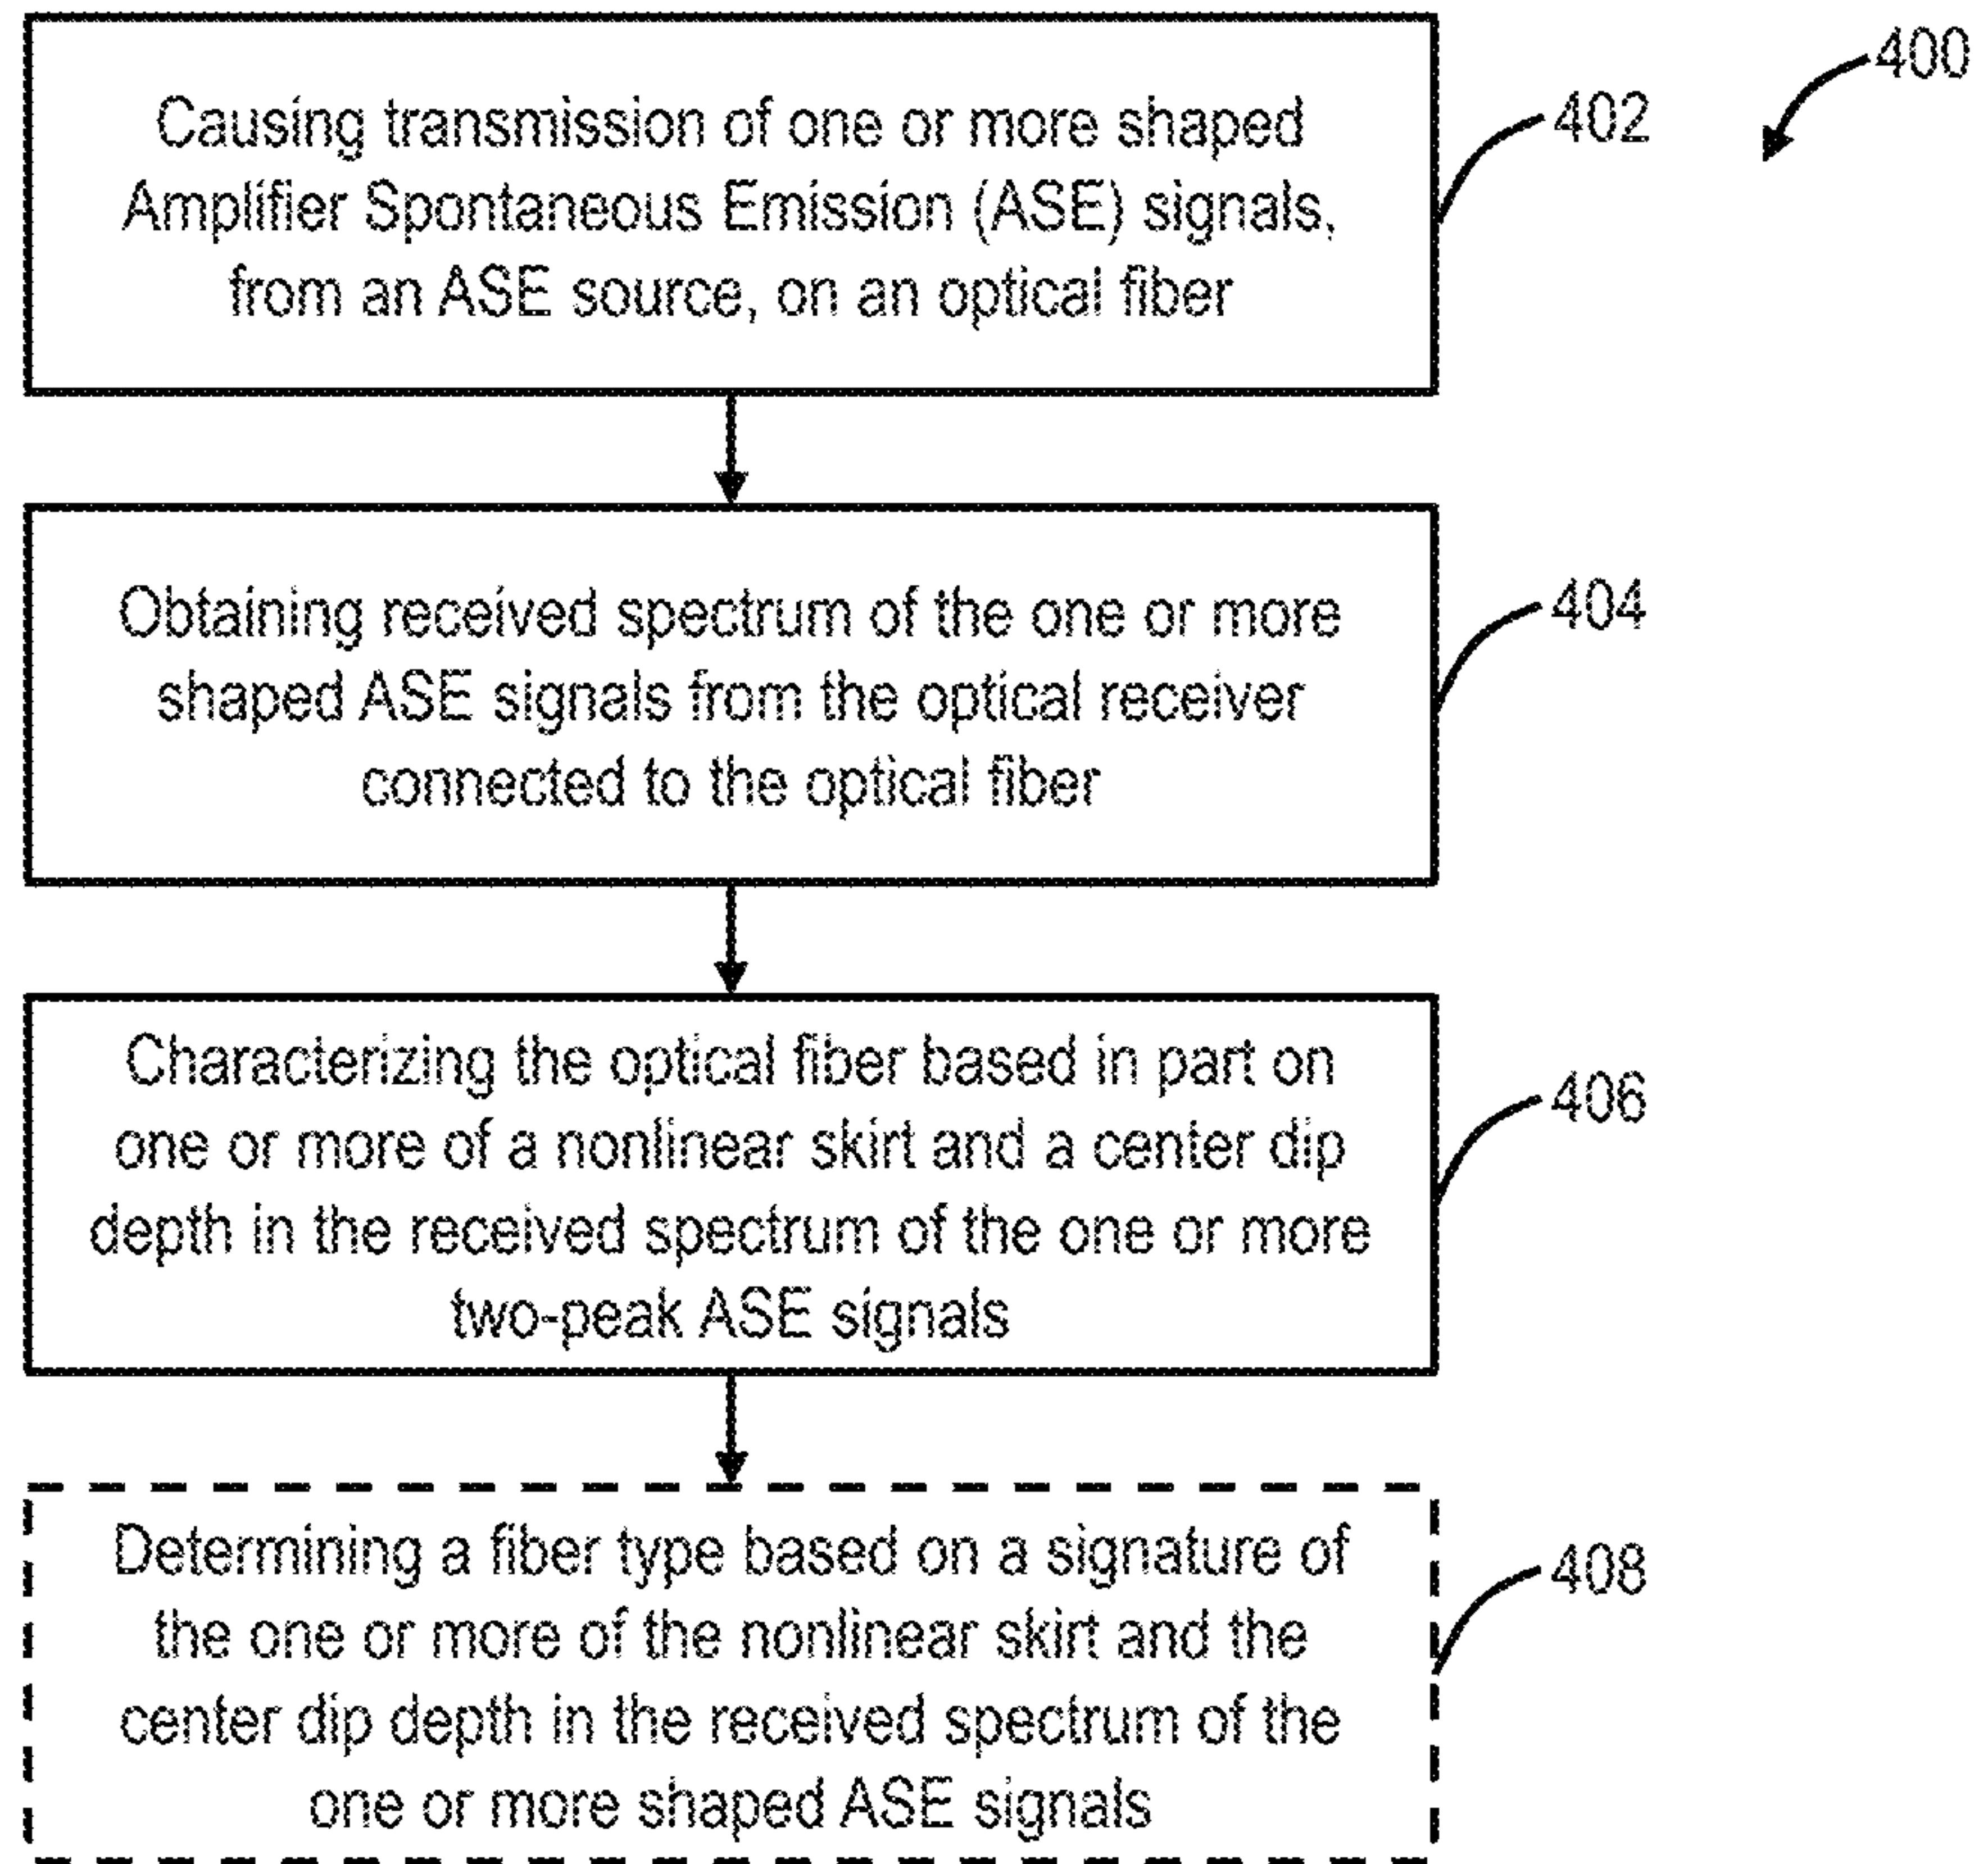 400
Causing transmission of one or more shaped
Amplifier Spontaneous Emission (ASE) signals,
from an ASE source, on an optical fiber
402
Obtaining received spectrum of the one or more
shaped ASE signals from the optical receiver
connected to the optical fiber
404
Characterizing the optical fiber based in part on
one or more of a nonlinear skirt and a center dip
depth in the received spectrum of the one or more
two-peak ASE signals
406
Determining a fiber type based on a signature of
the one or more of the nonlinear skirt and the
center dip depth in the received spectrum of the
one or more shaped ASE signals
408